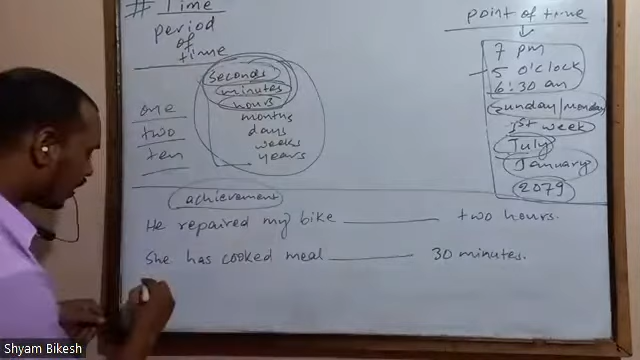 # Time
period
of
time
seconds
minutes
hours
months
days
weeks
years
one
two
ten
point of time
7 pm
5 o'clock
6:30 am
Sunday/Monday
1st week
July
January
2079
achievement
He repaired my bike ________ two hours.
She has cooked meal ________ 30 minutes.
Shyam Bikesh